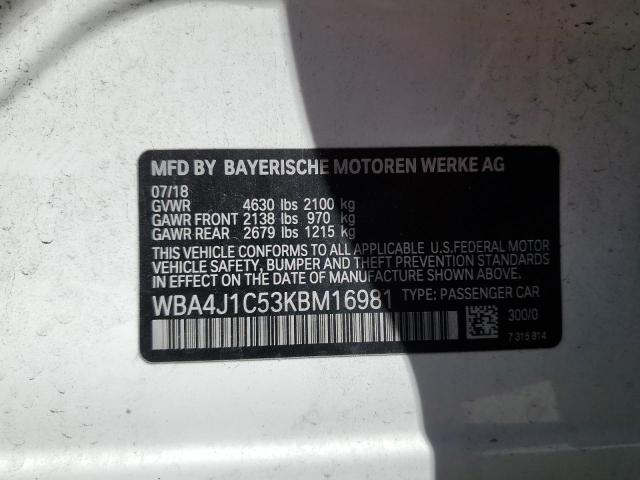 MFD BY BAYERISCHE MOTOREN WERKE AG
07/18
GVWR 4630 lbs 2100 kg
GAWR FRONT 2138 lbs 970 kg
GAWR REAR 2679 lbs 1215 kg
THIS VEHICLE CONFORMS TO ALL APPLICABLE U.S.FEDERAL MOTOR
VEHICLE SAFETY, BUMPER AND THEFT PREVENTION STANDARDS
IN EFFECT ON THE DATE OF MANUFACTURE SHOWN ABOVE.
WBA4J1C53KBM16981 TYPE: PASSENGER CAR
300/0
7 315 814